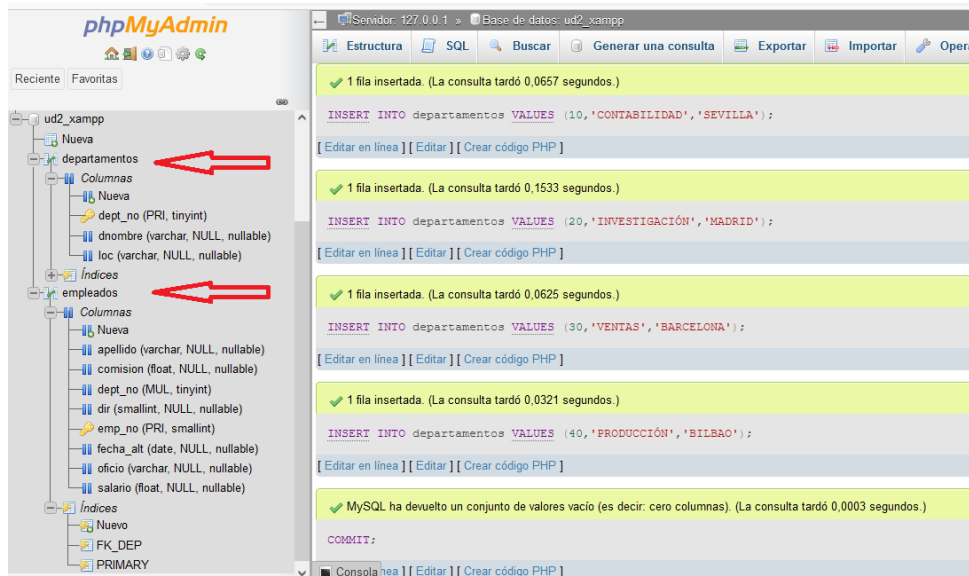 phpMyAdmin
Reciente Favoritas
ud2_xampp
Nueva
departamentos
Columnas
Nueva
dept_no (PRI, tinyint)
dnombre (varchar, NULL, nullable)
loc (varchar, NULL, nullable)
Índices
empleados
Columnas
Nueva
apellido (varchar, NULL, nullable)
comision (float, NULL, nullable)
dept_no (MUL, tinyint)
dir (smallint, NULL, nullable)
emp_no (PRI, smallint)
fecha_alt (date, NULL, nullable)
oficio (varchar, NULL, nullable)
salario (float, NULL, nullable)
Índices
Nuevo
FK_DEP
PRIMARY
Servidor: 127.0.0.1 » Base de datos: ud2_xampp
Estructura SQL Buscar Generar una consulta Exportar Importar Opera
1 fila insertada. (La consulta tardó 0,0657 segundos.)
INSERT INTO departamentos VALUES (10,'CONTABILIDAD','SEVILLA');
[ Editar en línea ] [ Editar ] [ Crear código PHP ]
1 fila insertada. (La consulta tardó 0,1533 segundos.)
INSERT INTO departamentos VALUES (20,'INVESTIGACIÓN','MADRID');
[ Editar en línea ] [ Editar ] [ Crear código PHP ]
1 fila insertada. (La consulta tardó 0,0625 segundos.)
INSERT INTO departamentos VALUES (30,'VENTAS','BARCELONA');
[ Editar en línea ] [ Editar ] [ Crear código PHP ]
1 fila insertada. (La consulta tardó 0,0321 segundos.)
INSERT INTO departamentos VALUES (40,'PRODUCCIÓN','BILBAO');
[ Editar en línea ] [ Editar ] [ Crear código PHP ]
MySQL ha devuelto un conjunto de valores vacío (es decir: cero columnas). (La consulta tardó 0,0003 segundos.)
COMMIT;
Consola nea ] [ Editar ] [ Crear código PHP ]